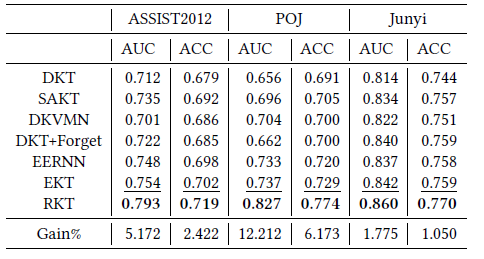 ASSIST2012 POJ Junyi
AUC ACC AUC ACC AUC ACC
DKT 0.712 0.679 0.656 0.691 0.814 0.744
SAKT 0.735 0.692 0.696 0.705 0.834 0.757
DKVMN 0.701 0.686 0.704 0.700 0.822 0.751
DKT+Forget 0.722 0.685 0.662 0.700 0.840 0.759
EERNN 0.748 0.698 0.733 0.720 0.837 0.758
EKT 0.754 0.702 0.737 0.729 0.842 0.759
RKT 0.793 0.719 0.827 0.774 0.860 0.770
Gain% 5.172 2.422 12.212 6.173 1.775 1.050